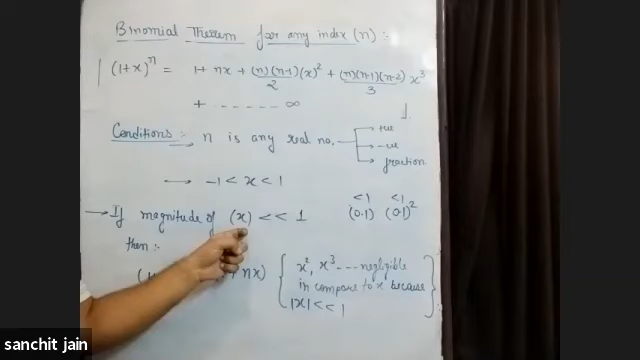 Binomial Theorem for any index (n) :-
(1+x)^n = 1 + nx + (n)(n-1)/2 (x)^2 + (n)(n-1)(n-2)/3 x^3
+ ------ ∞
Conditions :- n is any real no. +ve
-ve
fraction
→ -1 < x < 1
→ If magnitude of (x) << 1
<1 <1
(0.1) (0.1)^2
then :-
nx) { x^2, x^3 ---- negligible
in compare to x because
|x| << 1 }
sanchit jain